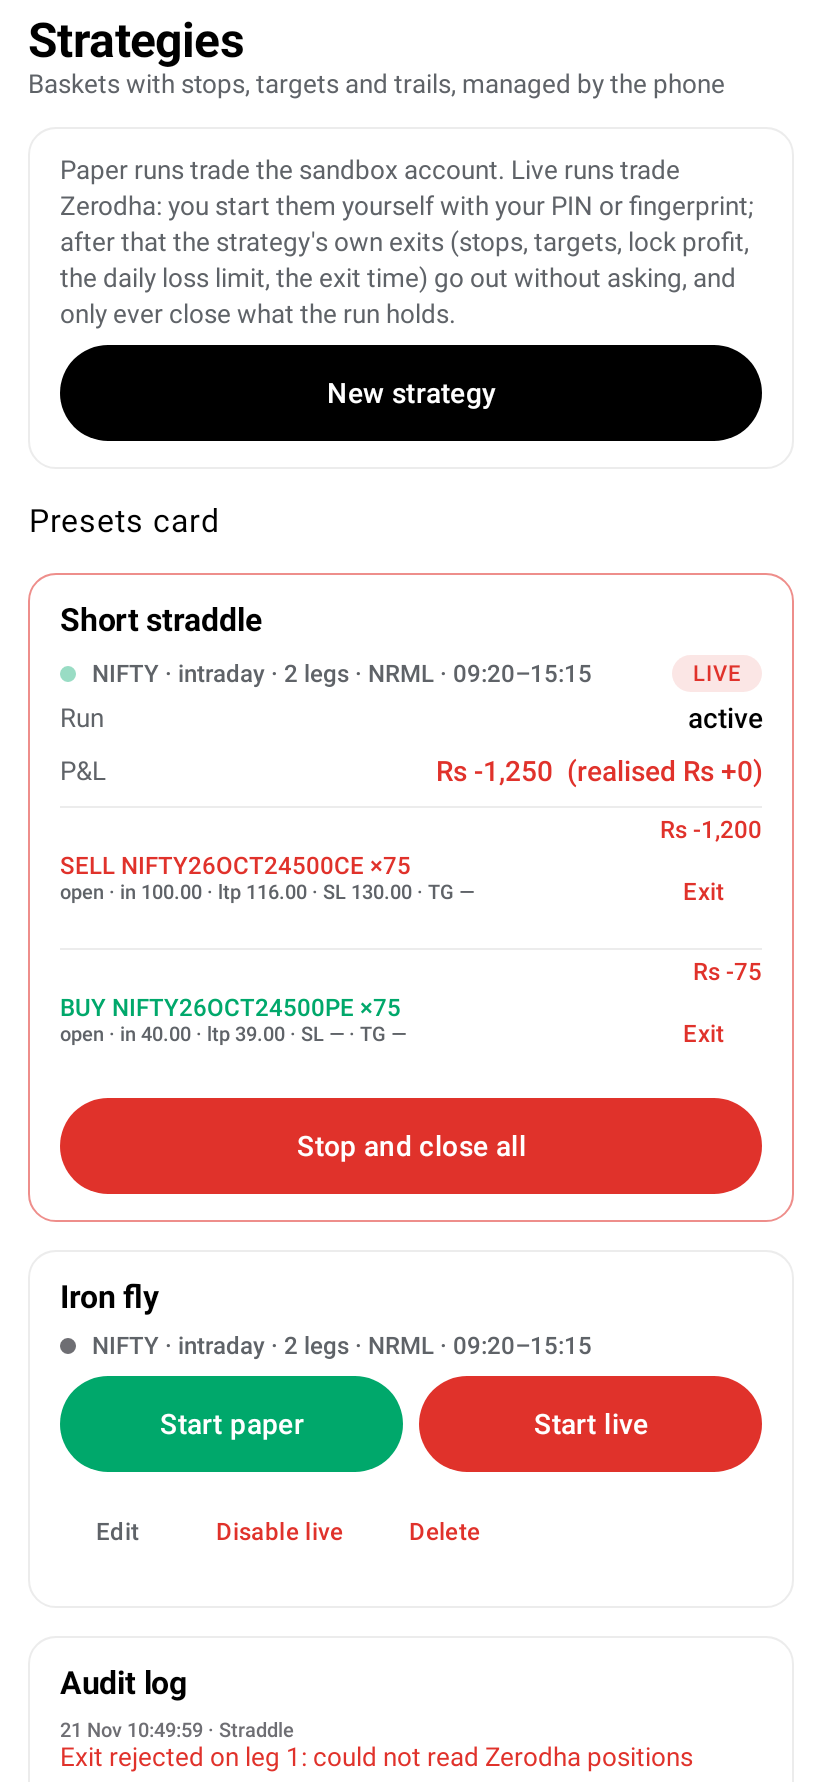 Strategies
Baskets with stops, targets and trails, managed by the phone
Paper runs trade the sandbox account. Live runs trade
Zerodha: you start them yourself with your PIN or fingerprint;
after that the strategy's own exits (stops, targets, lock profit,
the daily loss limit, the exit time) go out without asking, and
only ever close what the run holds.
New strategy
Presets card
Short straddle
NIFTY · intraday · 2 legs · NRML · 09:20–15:15 LIVE
Run active
P&L Rs -1,250 (realised Rs +0)
Rs -1,200
SELL NIFTY26OCT24500CE ×75
open · in 100.00 · ltp 116.00 · SL 130.00 · TG — Exit
Rs -75
BUY NIFTY26OCT24500PE ×75
open · in 40.00 · ltp 39.00 · SL — · TG — Exit
Stop and close all
Iron fly
NIFTY · intraday · 2 legs · NRML · 09:20–15:15
Start paper Start live
Edit Disable live Delete
Audit log
21 Nov 10:49:59 · Straddle
Exit rejected on leg 1: could not read Zerodha positions